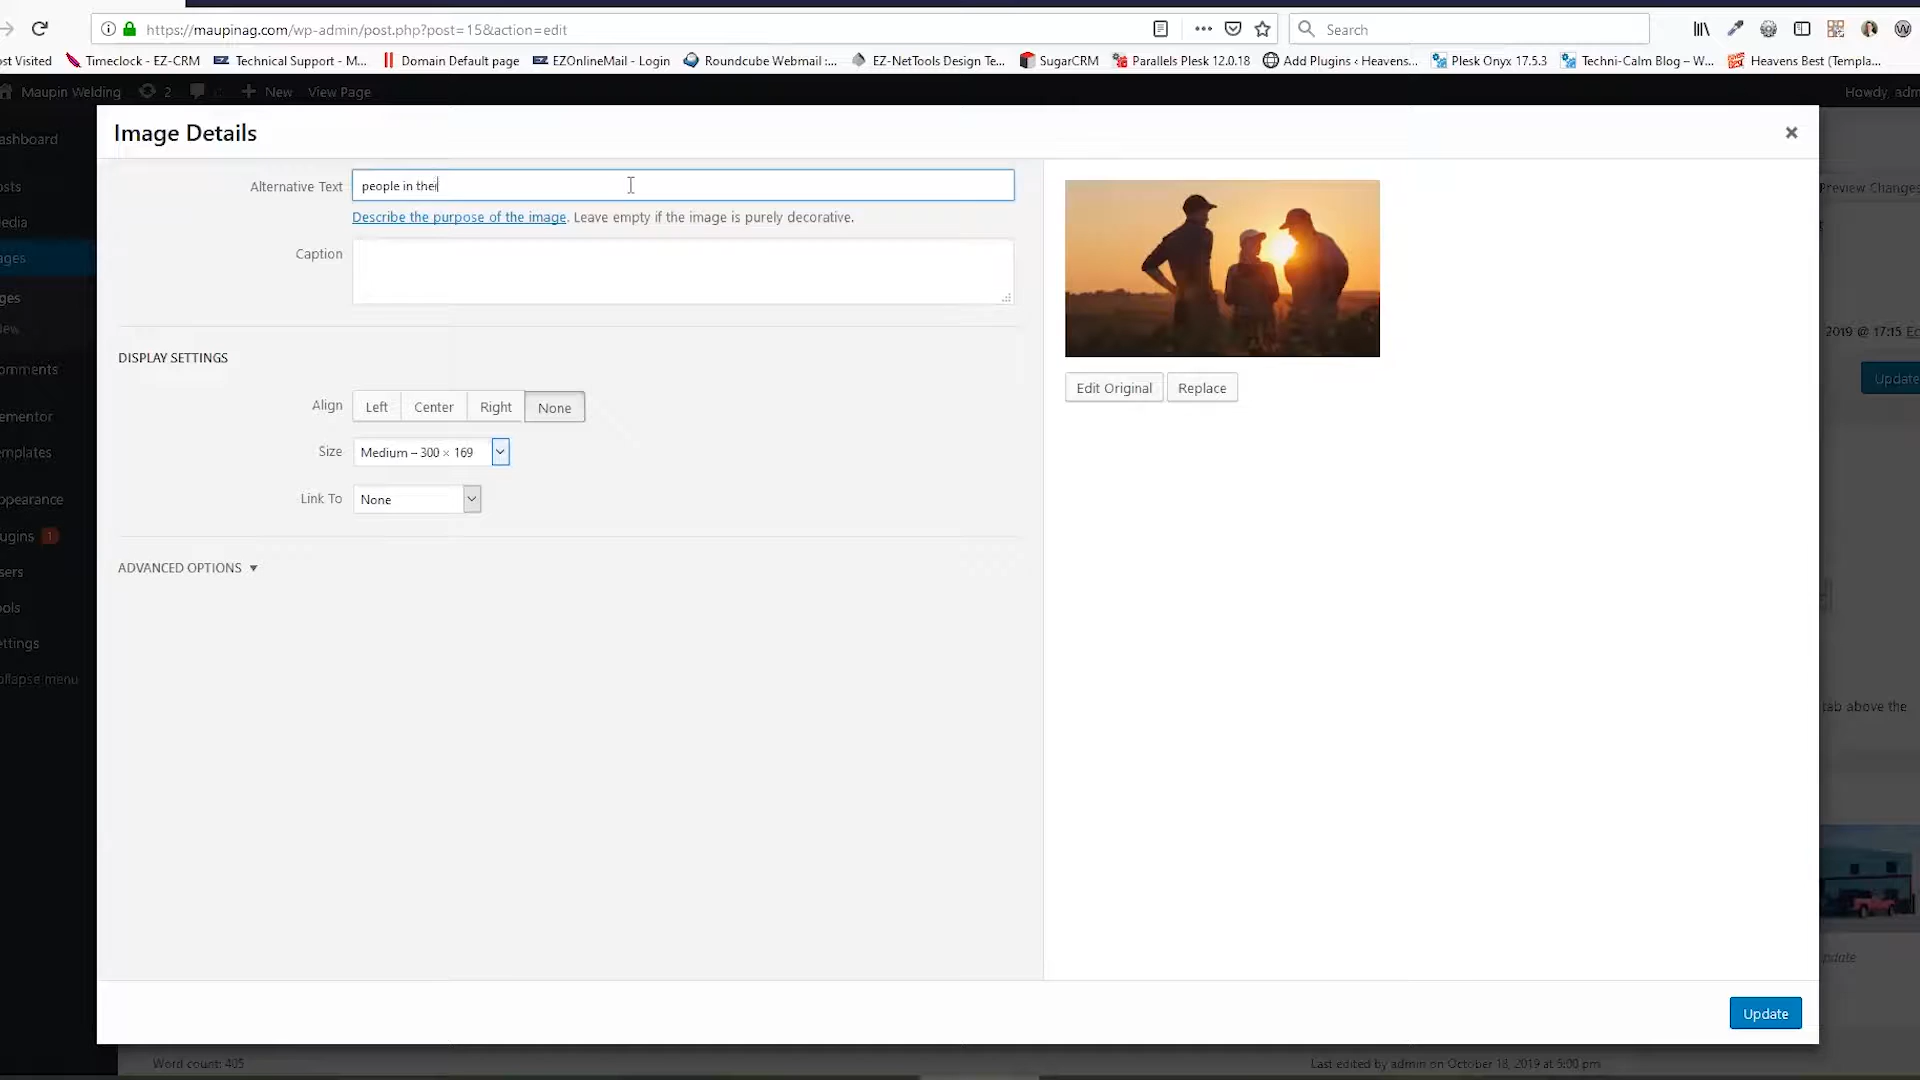 https://maupinag.com/wp-admin/post.php?post=15&action=edit
Search
ost Visited Timeclock - EZ-CRM Technical Support - M... Domain Default page EZOnlineMail - Login Roundcube Webmail :... EZ-NetTools Design Te... SugarCRM Parallels Plesk 12.0.18 Add Plugins ‹ Heavens... Plesk Onyx 17.5.3 Techni-Calm Blog – W... Heavens Best (Templa...
Maupin Welding 2 New View Page Howdy, adm
Image Details
ashboard
Alternative Text people in their
osts
Preview Changes
Describe the purpose of the image. Leave empty if the image is purely decorative.
edia
Caption
ages
ges
ew
2019 @ 17:15
DISPLAY SETTINGS
omments
Update
Edit Original Replace
Align Left Center Right None
ementor
emplates
Size Medium – 300 × 169
ppearance
Link To None
ugins 1
ADVANCED OPTIONS
sers
ools
ettings
ollapse menu
tab above the
pdate
Update
Word count: 405
Last edited by admin on October 18, 2019 at 5:00 pm